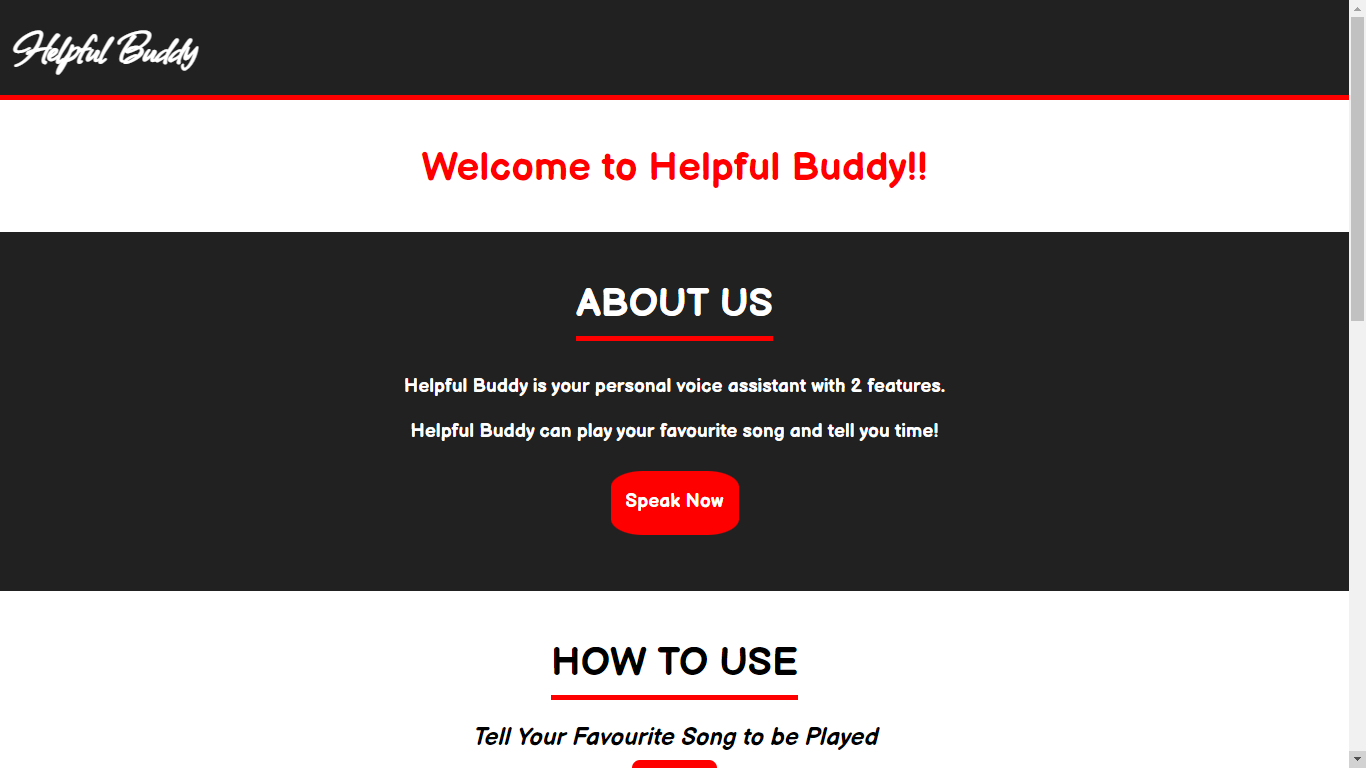 Helpful Buddy
Welcome to Helpful Buddy!!
ABOUT US
Helpful Buddy is your personal voice assistant with 2 features.
Helpful Buddy can play your favourite song and tell you time!
Speak Now
HOW TO USE
Tell Your Favourite Song to be Played